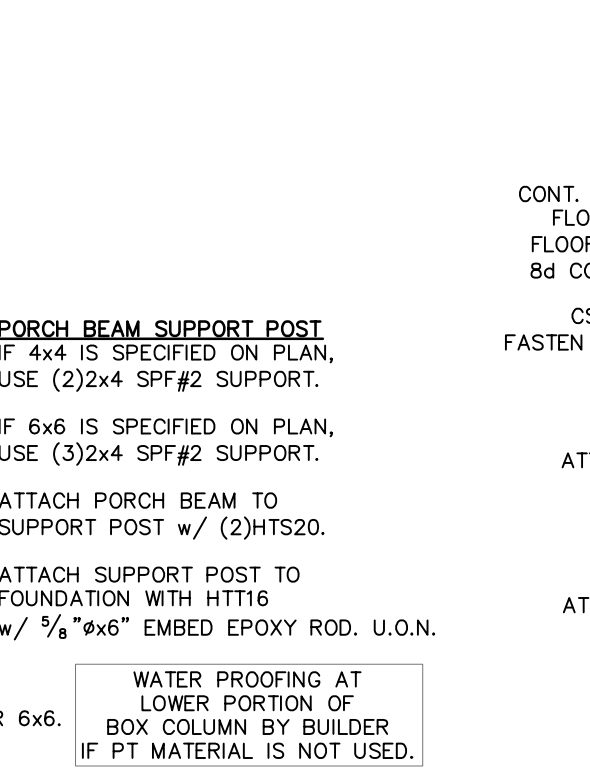 CONT.
8d
FASTEN
PORCH BEAM SUPPORT POST
IF 4x4 IS SPECIFIED ON PLAN,
USE (2)2x4 SPF#2 SUPPORT.
IF 6x6 IS SPECIFIED ON PLAN,
USE (3)2x4 SPF#2 SUPPORT.
ATTACH PORCH BEAM TO
SUPPORT POST w/ (2)HTS20.
ATTACH SUPPORT POST TO
FOUNDATION WITH HTT16
w/ 5/8"øx6" EMBED EPOXY ROD. U.O.N.
6x6.
WATER PROOFING AT
LOWER PORTION OF
BOX COLUMN BY BUILDER
IF PT MATERIAL IS NOT USED.